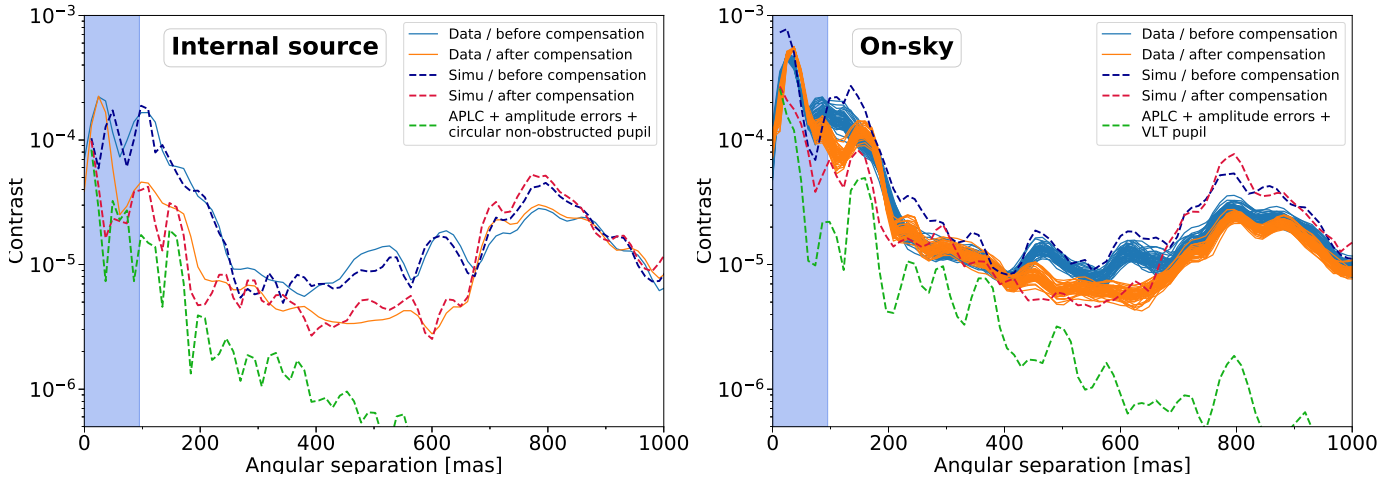 Internal source
Data / before compensation
Data / after compensation
Simu / before compensation
Simu / after compensation
APLC + amplitude errors +
circular non-obstructed pupil
Contrast
10⁻³
10⁻⁴
10⁻⁵
10⁻⁶
0 200 400 600 800 1000
Angular separation [mas]
On-sky
Data / before compensation
Data / after compensation
Simu / before compensation
Simu / after compensation
APLC + amplitude errors +
VLT pupil
Contrast
10⁻³
10⁻⁴
10⁻⁵
10⁻⁶
0 200 400 600 800 1000
Angular separation [mas]